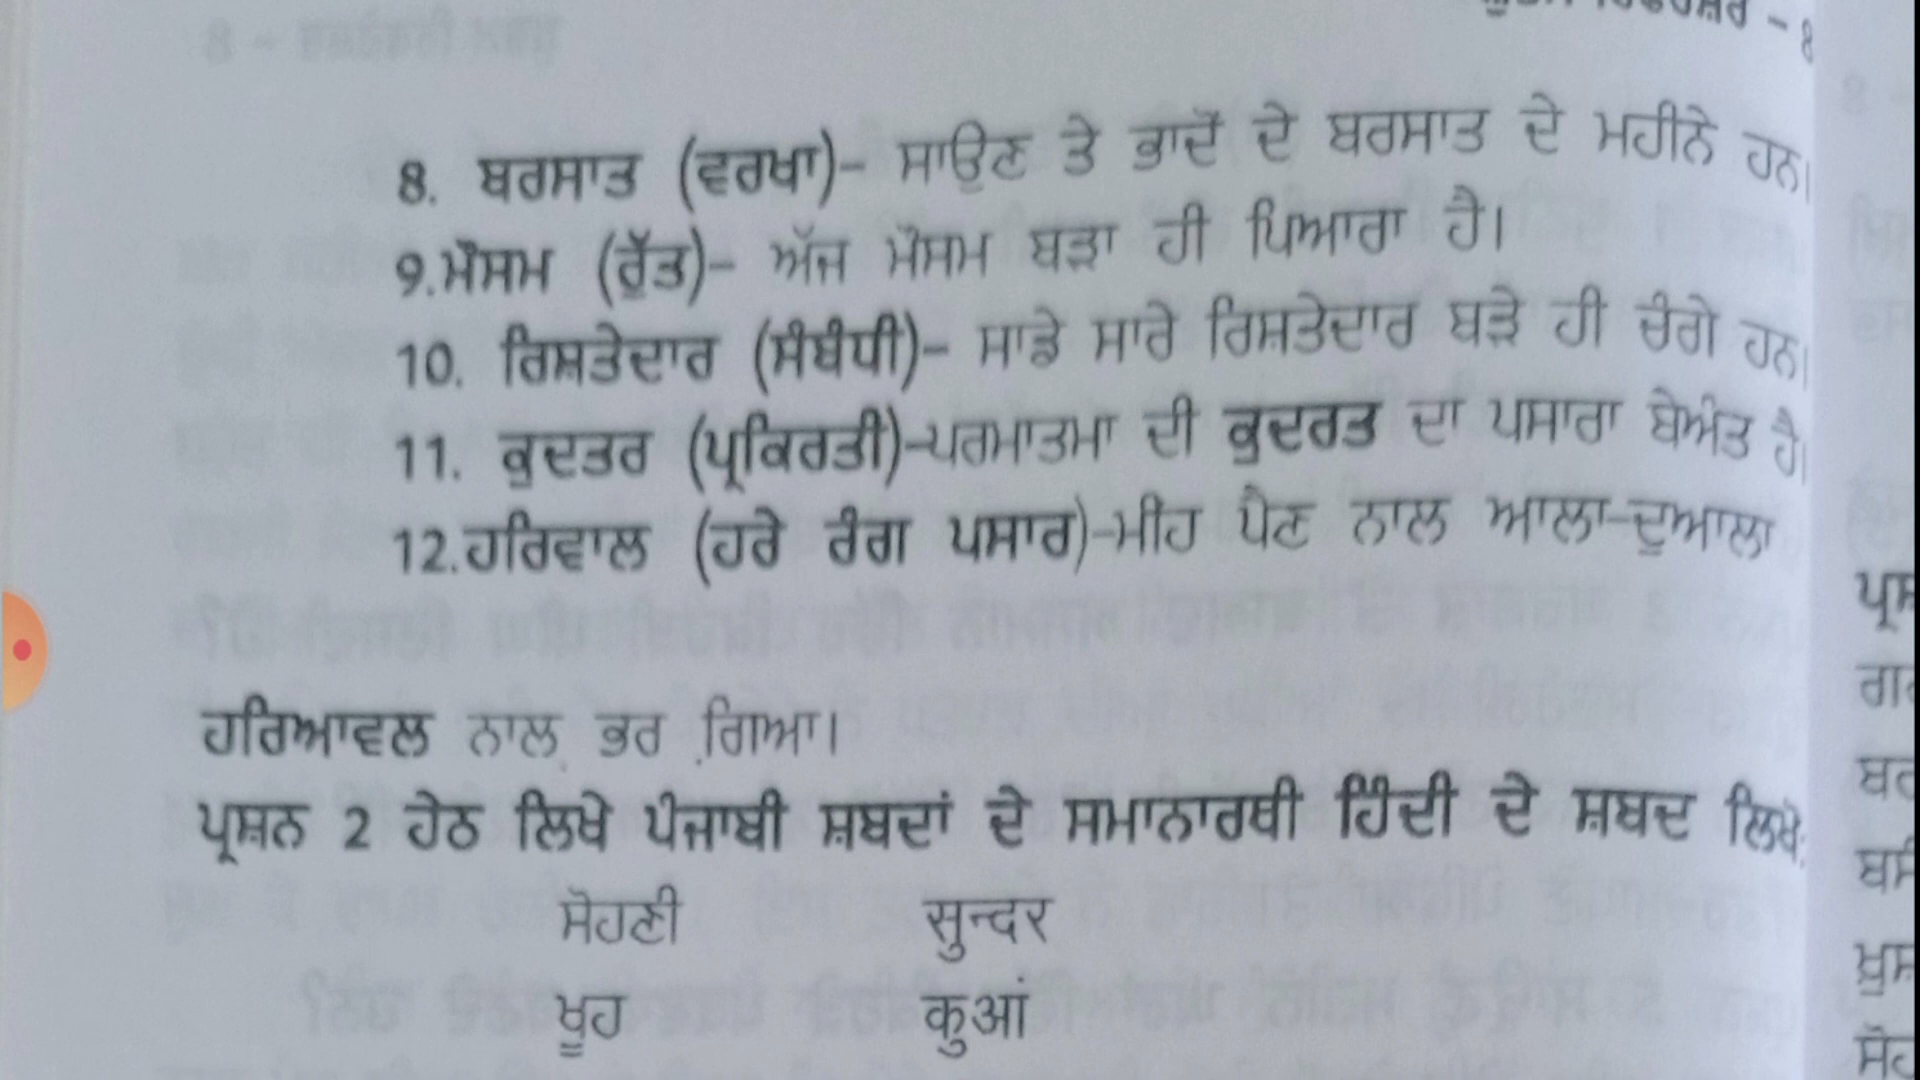 8. ਬਰਸਾਤ (ਵਰਖਾ)- ਸਾਉਣ ਤੇ ਭਾਦੋਂ ਦੇ ਬਰਸਾਤ ਦੇ ਮਹੀਨੇ ਹਨ।
9.ਮੌਸਮ (ਰੁੱਤ)- ਅੱਜ ਮੌਸਮ ਬੜਾ ਹੀ ਪਿਆਰਾ ਹੈ।
10. ਰਿਸ਼ਤੇਦਾਰ (ਸੰਬੰਧੀ)- ਸਾਡੇ ਸਾਰੇ ਰਿਸ਼ਤੇਦਾਰ ਬੜੇ ਹੀ ਚੰਗੇ ਹਨ।
11. ਕੁਦਤਰ (ਪ੍ਰਕਿਰਤੀ)-ਪਰਮਾਤਮਾ ਦੀ ਕੁਦਰਤ ਦਾ ਪਸਾਰਾ ਬੇਅੰਤ ਹੈ।
12.ਹਰਿਵਾਲ (ਹਰੇ ਰੰਗ ਪਸਾਰ)-ਮੀਹ ਪੈਣ ਨਾਲ ਆਲਾ-ਦੁਆਲਾ
ਹਰਿਆਵਲ ਨਾਲ ਭਰ ਗਿਆ।
ਪ੍ਰਸ਼ਨ 2 ਹੇਠ ਲਿਖੇ ਪੰਜਾਬੀ ਸ਼ਬਦਾਂ ਦੇ ਸਮਾਨਾਰਥੀ ਹਿੰਦੀ ਦੇ ਸ਼ਬਦ ਲਿਖੋ:
ਸੋਹਣੀ सुन्दर
ਖੂਹ कुआं